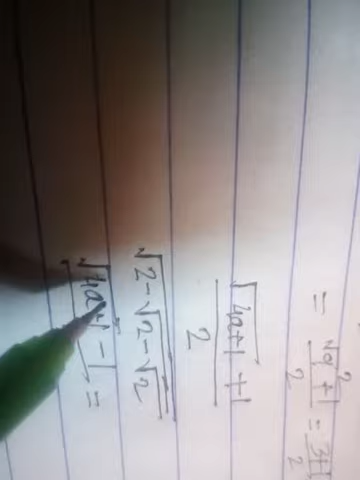 = √9 + 1 / 2 = 3+1 / 2
√4a+1 + 1 / 2
√2-√2-√2
√4a+1 - 1 =